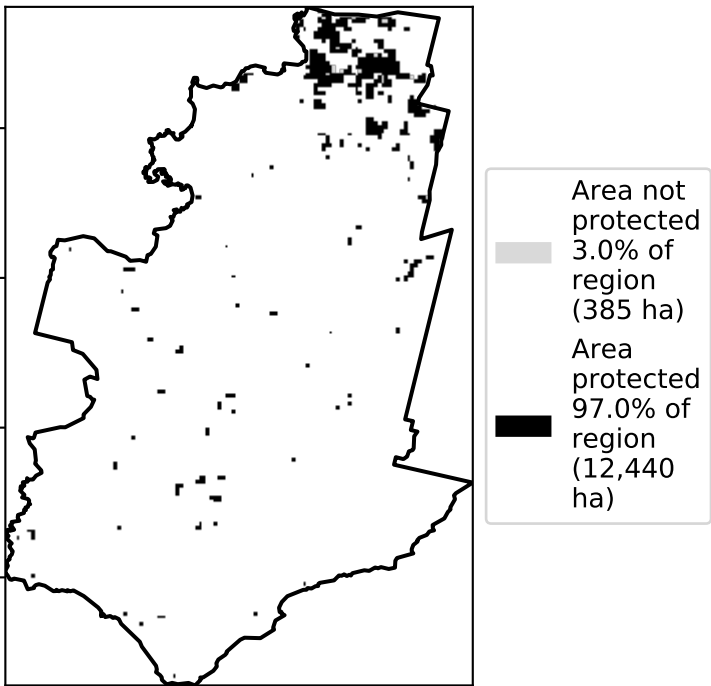 Area not
protected
3.0% of
region
(385 ha)
Area
protected
97.0% of
region
(12,440
ha)